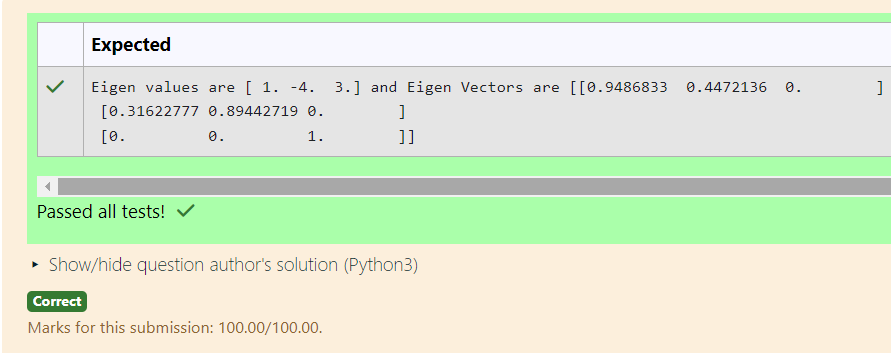 Expected
Eigen values are [ 1. -4.  3.] and Eigen Vectors are [[0.9486833  0.4472136  0.        ]
 [0.31622777 0.89442719 0.        ]
 [0.         0.         1.        ]]
Passed all tests!
Show/hide question author's solution (Python3)
Correct
Marks for this submission: 100.00/100.00.